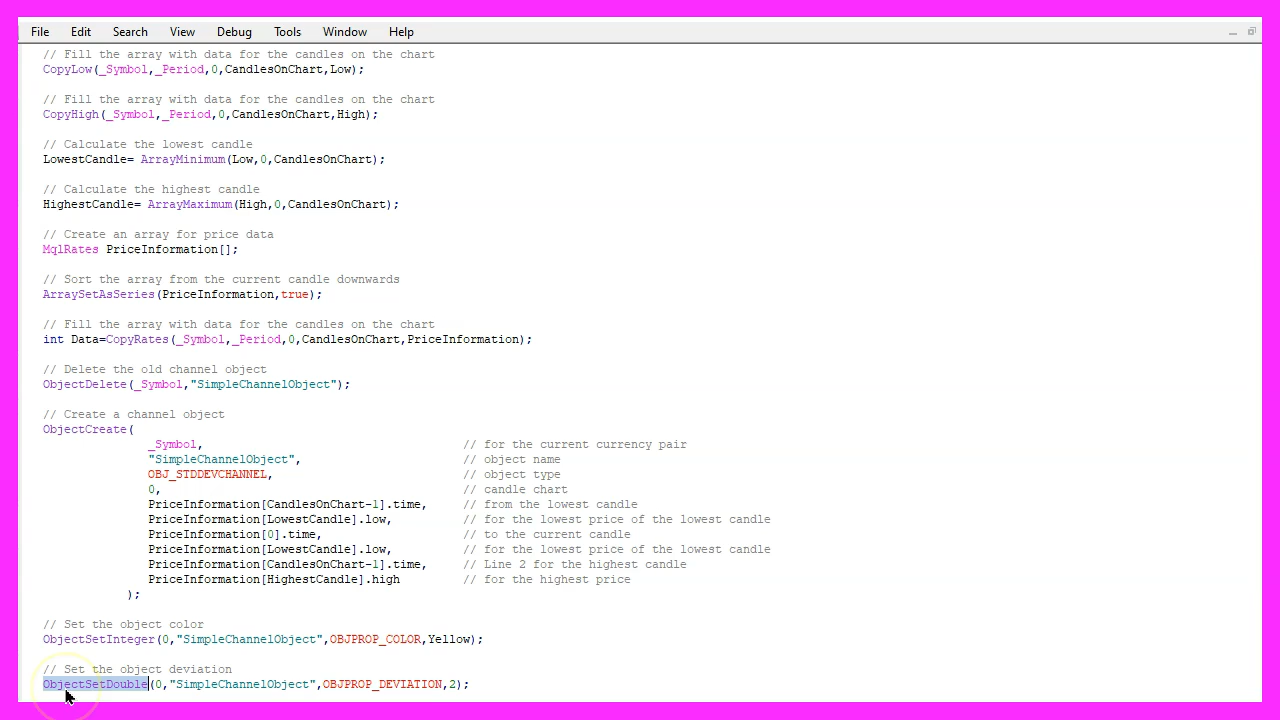 File Edit Search View Debug Tools Window Help
// Fill the array with data for the candles on the chart
CopyLow(_Symbol,_Period,0,CandlesOnChart,Low);
// Fill the array with data for the candles on the chart
CopyHigh(_Symbol,_Period,0,CandlesOnChart,High);
// Calculate the lowest candle
LowestCandle= ArrayMinimum(Low,0,CandlesOnChart);
// Calculate the highest candle
HighestCandle= ArrayMaximum(High,0,CandlesOnChart);
// Create an array for price data
MqlRates PriceInformation[];
// Sort the array from the current candle downwards
ArraySetAsSeries(PriceInformation,true);
// Fill the array with data for the candles on the chart
int Data=CopyRates(_Symbol,_Period,0,CandlesOnChart,PriceInformation);
// Delete the old channel object
ObjectDelete(_Symbol,"SimpleChannelObject");
// Create a channel object
ObjectCreate(
_Symbol, // for the current currency pair
"SimpleChannelObject", // object name
OBJ_STDDEVCHANNEL, // object type
0, // candle chart
PriceInformation[CandlesOnChart-1].time, // from the lowest candle
PriceInformation[LowestCandle].low, // for the lowest price of the lowest candle
PriceInformation[0].time, // to the current candle
PriceInformation[LowestCandle].low, // for the lowest price of the lowest candle
PriceInformation[CandlesOnChart-1].time, // Line 2 for the highest candle
PriceInformation[HighestCandle].high // for the highest price
);
// Set the object color
ObjectSetInteger(0,"SimpleChannelObject",OBJPROP_COLOR,Yellow);
// Set the object deviation
ObjectSetDouble(0,"SimpleChannelObject",OBJPROP_DEVIATION,2);